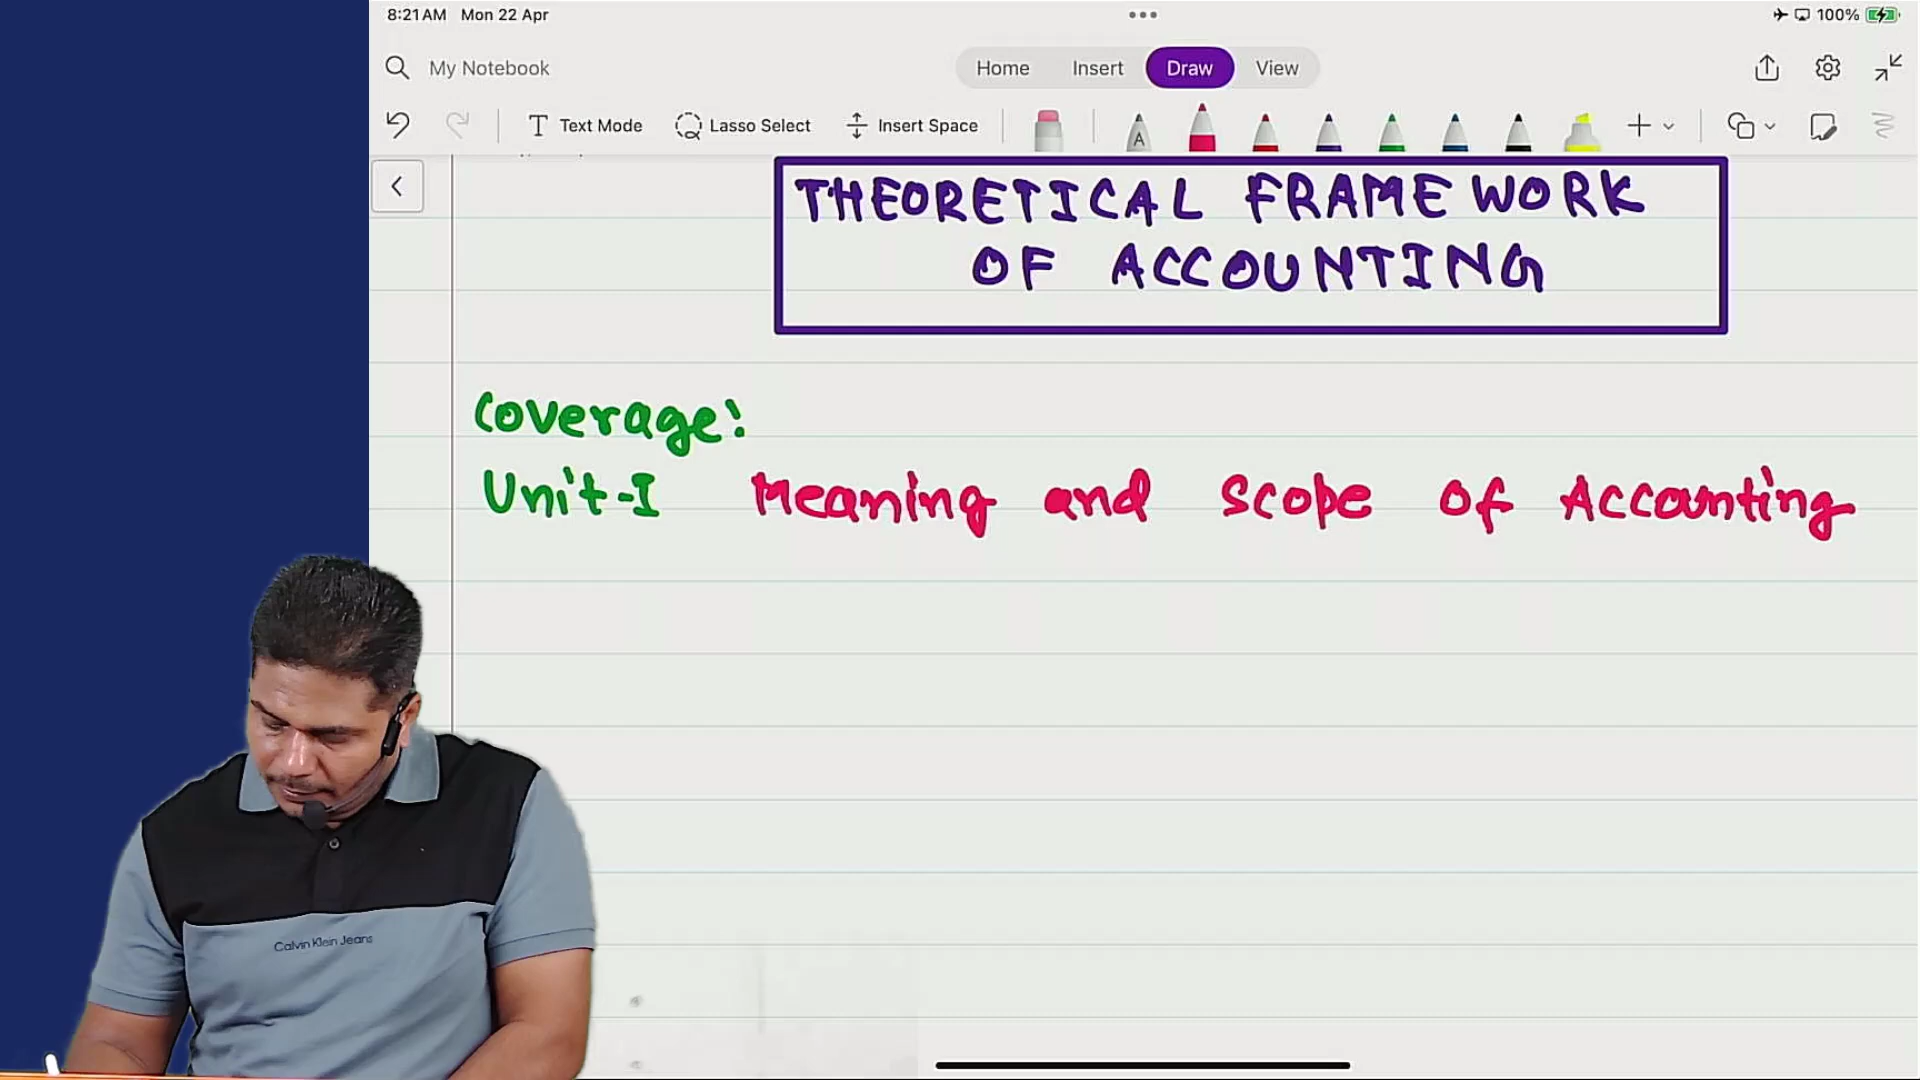 8:21 AM Mon 22 Apr
100%
My Notebook
Home Insert Draw View
Text Mode Lasso Select Insert Space
A
THEORETICAL FRAME WORK
OF ACCOUNTING
Coverage:
Unit-I Meaning and Scope of Accounting
Calvin Klein Jeans